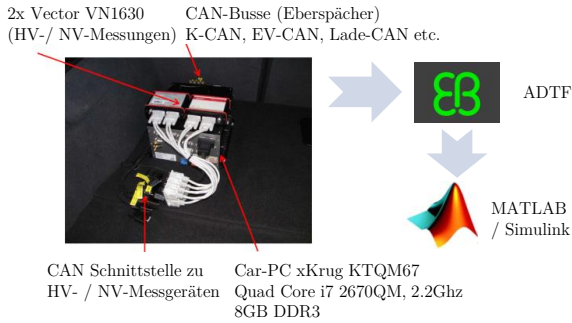 2x Vector VN1630
(HV-/ NV-Messungen)
CAN-Busse (Eberspächer)
K-CAN, EV-CAN, Lade-CAN etc.
EB
ADTF
MATLAB
/ Simulink
CAN Schnittstelle zu
HV- / NV-Messgeräten
Car-PC xKrug KTQM67
Quad Core i7 2670QM, 2.2Ghz
8GB DDR3